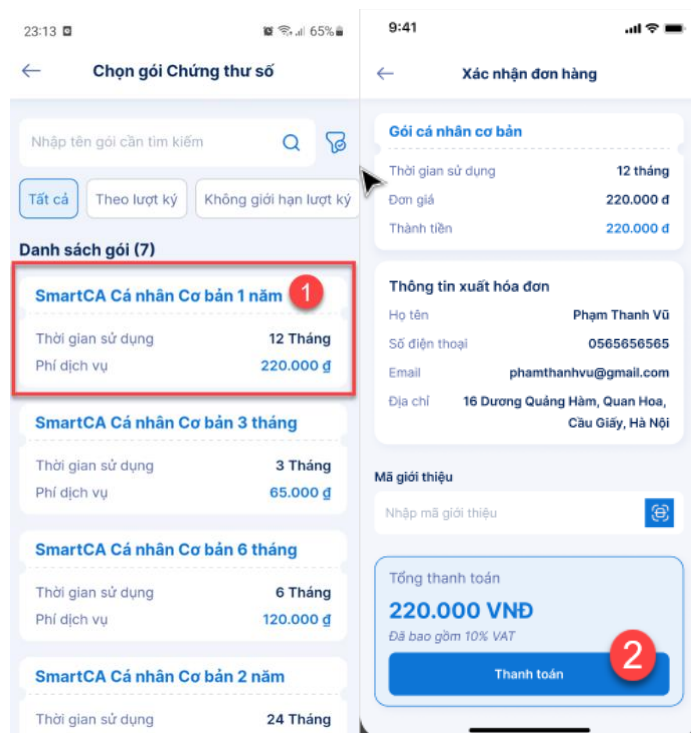 23:13
65%
Chọn gói Chứng thư số
Nhập tên gói cần tìm kiếm
Tất cả
Theo lượt ký
Không giới hạn lượt ký
Danh sách gói (7)
SmartCA Cá nhân Cơ bản 1 năm
1
Thời gian sử dụng 12 Tháng
Phí dịch vụ 220.000 ₫
SmartCA Cá nhân Cơ bản 3 tháng
Thời gian sử dụng 3 Tháng
Phí dịch vụ 65.000 ₫
SmartCA Cá nhân Cơ bản 6 tháng
Thời gian sử dụng 6 Tháng
Phí dịch vụ 120.000 ₫
SmartCA Cá nhân Cơ bản 2 năm
Thời gian sử dụng 24 Tháng
9:41
Xác nhận đơn hàng
Gói cá nhân cơ bản
Thời gian sử dụng 12 tháng
Đơn giá 220.000 đ
Thành tiền 220.000 đ
Thông tin xuất hóa đơn
Họ tên Phạm Thanh Vũ
Số điện thoại 0565656565
Email phamthanhvu@gmail.com
Địa chỉ 16 Dương Quảng Hàm, Quan Hoa,
Cầu Giấy, Hà Nội
Mã giới thiệu
Nhập mã giới thiệu
Tổng thanh toán
220.000 VNĐ
Đã bao gồm 10% VAT
2
Thanh toán